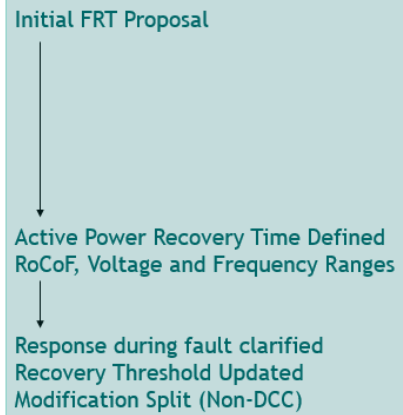 Initial FRT Proposal
Active Power Recovery Time Defined
RoCoF, Voltage and Frequency Ranges
Response during fault clarified
Recovery Threshold Updated
Modification Split (Non-DCC)